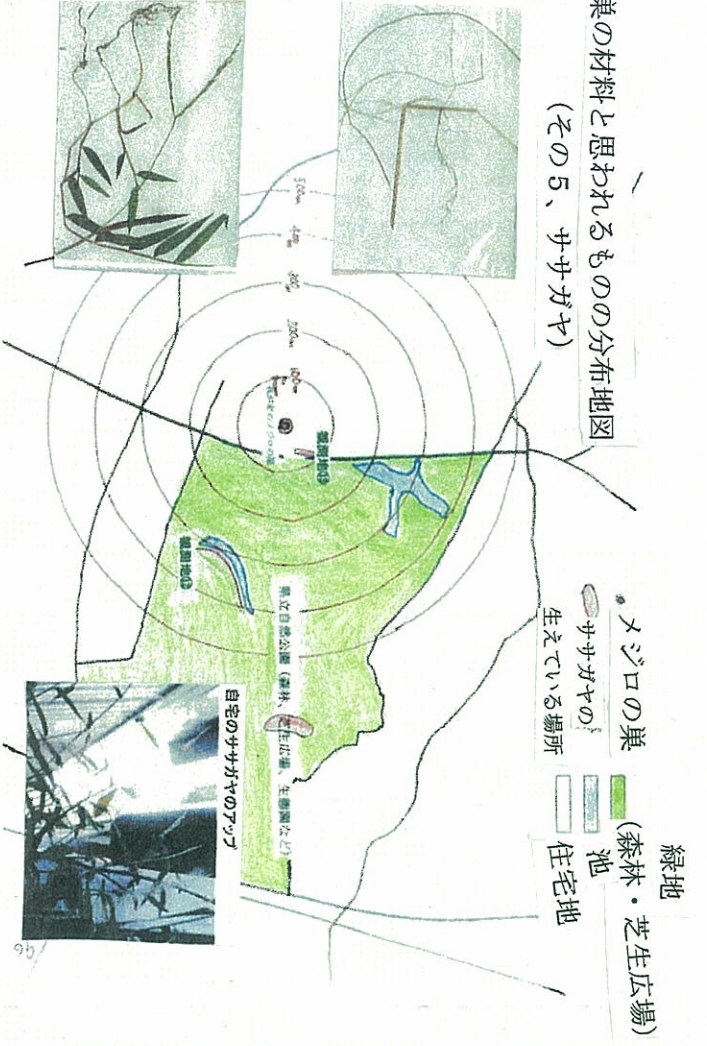 巣の材料と思われるものの分布地図
(その5、ササガヤ)
メジロの巣
ササガヤの
生えている場所
緑地
(森林・芝生広場)
池
住宅地
500m
300m
200m
100m
県立自然公園(森林、芝生広場、生態園など)
自宅のササガヤのアップ